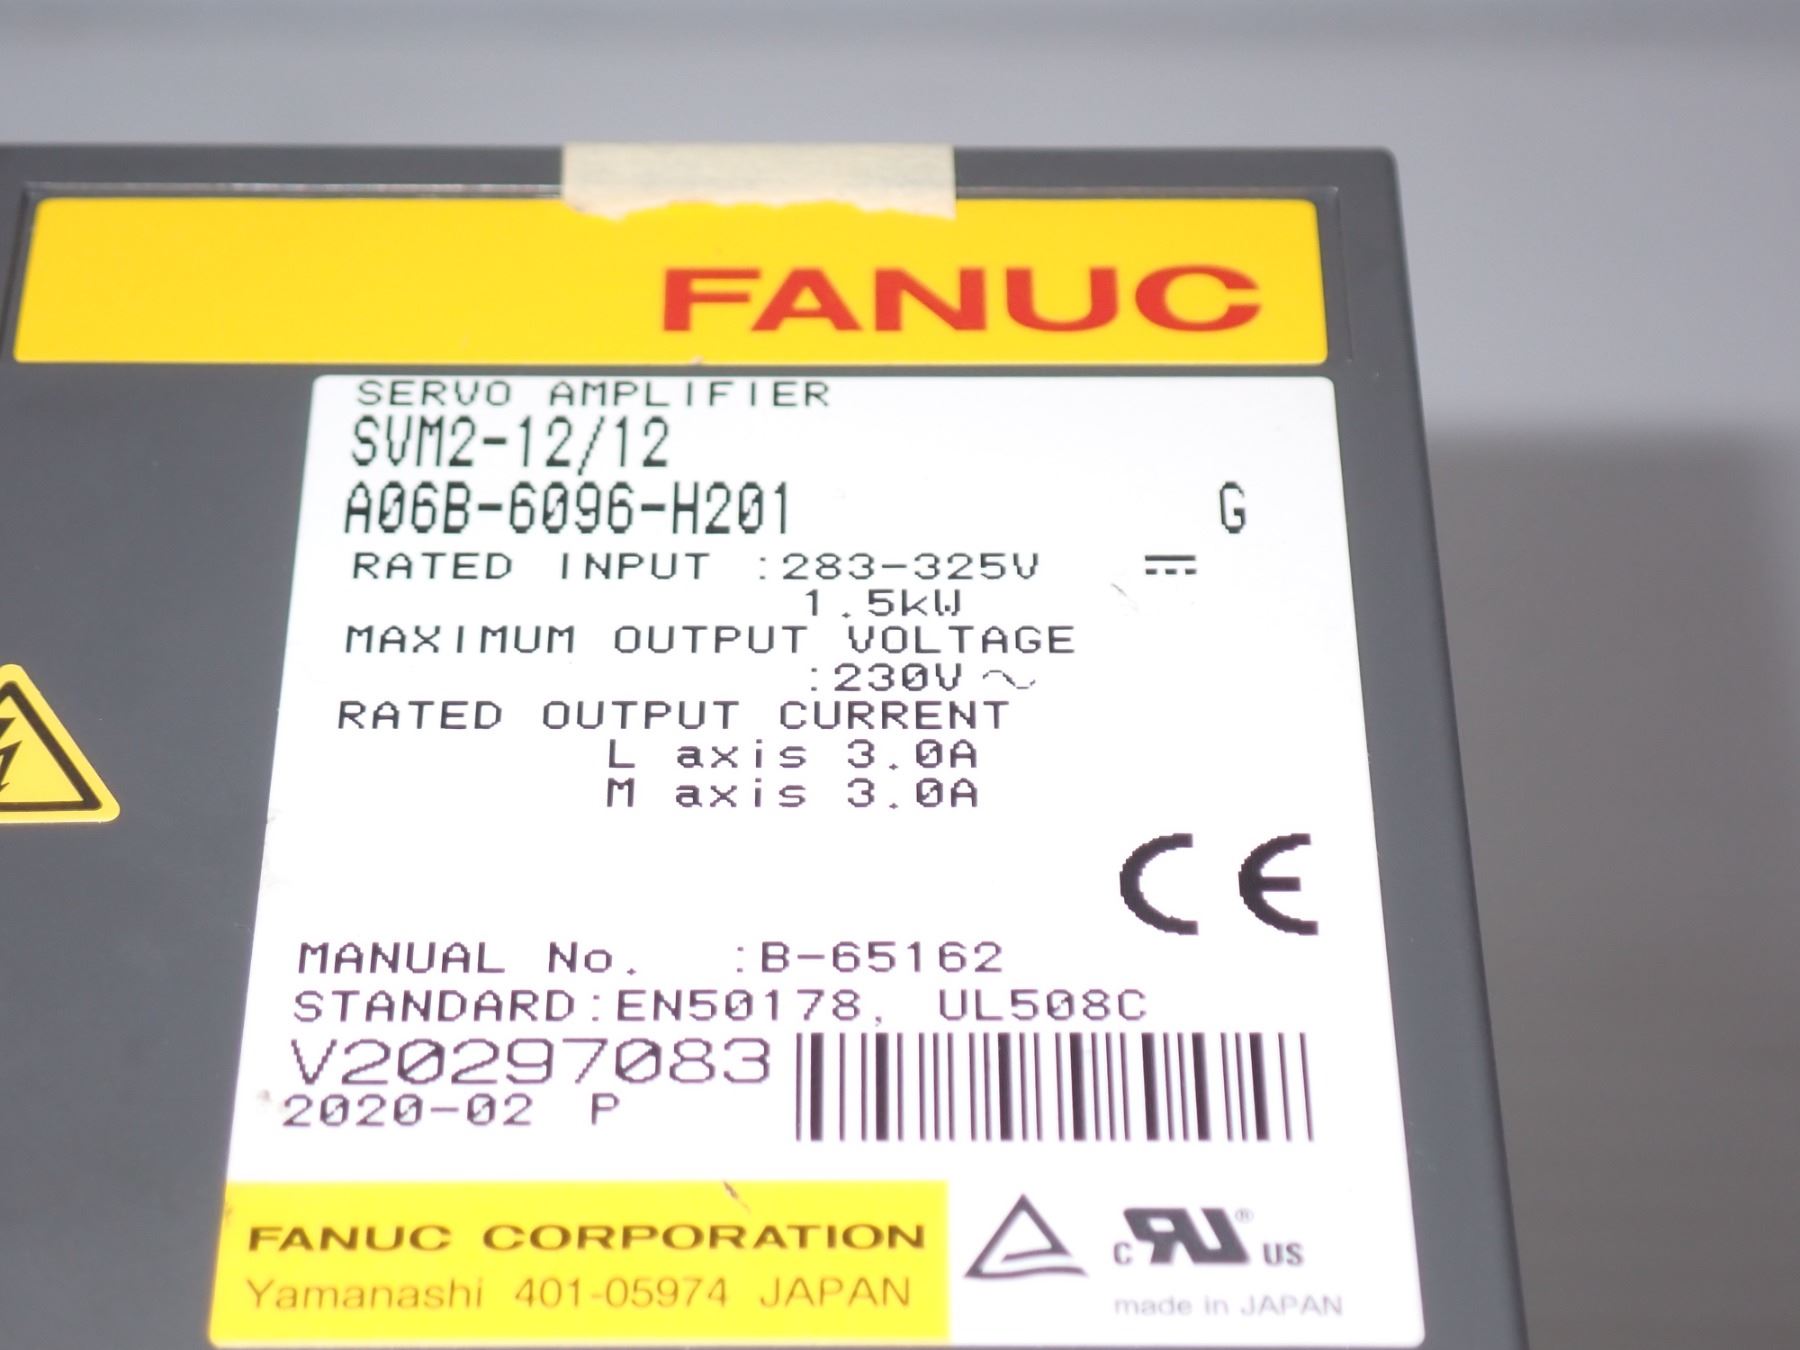 FANUC
SERVO AMPLIFIER
SVM2-12/12
A06B-6096-H201 G
RATED INPUT :283-325V ⎓
1.5kW
MAXIMUM OUTPUT VOLTAGE
:230V ~
RATED OUTPUT CURRENT
L axis 3.0A
M axis 3.0A
CE
MANUAL No. :B-65162
STANDARD:EN50178, UL508C
V20297083
2020-02 P
FANUC CORPORATION
Yamanashi 401-05974 JAPAN
c RU ® US
made in JAPAN